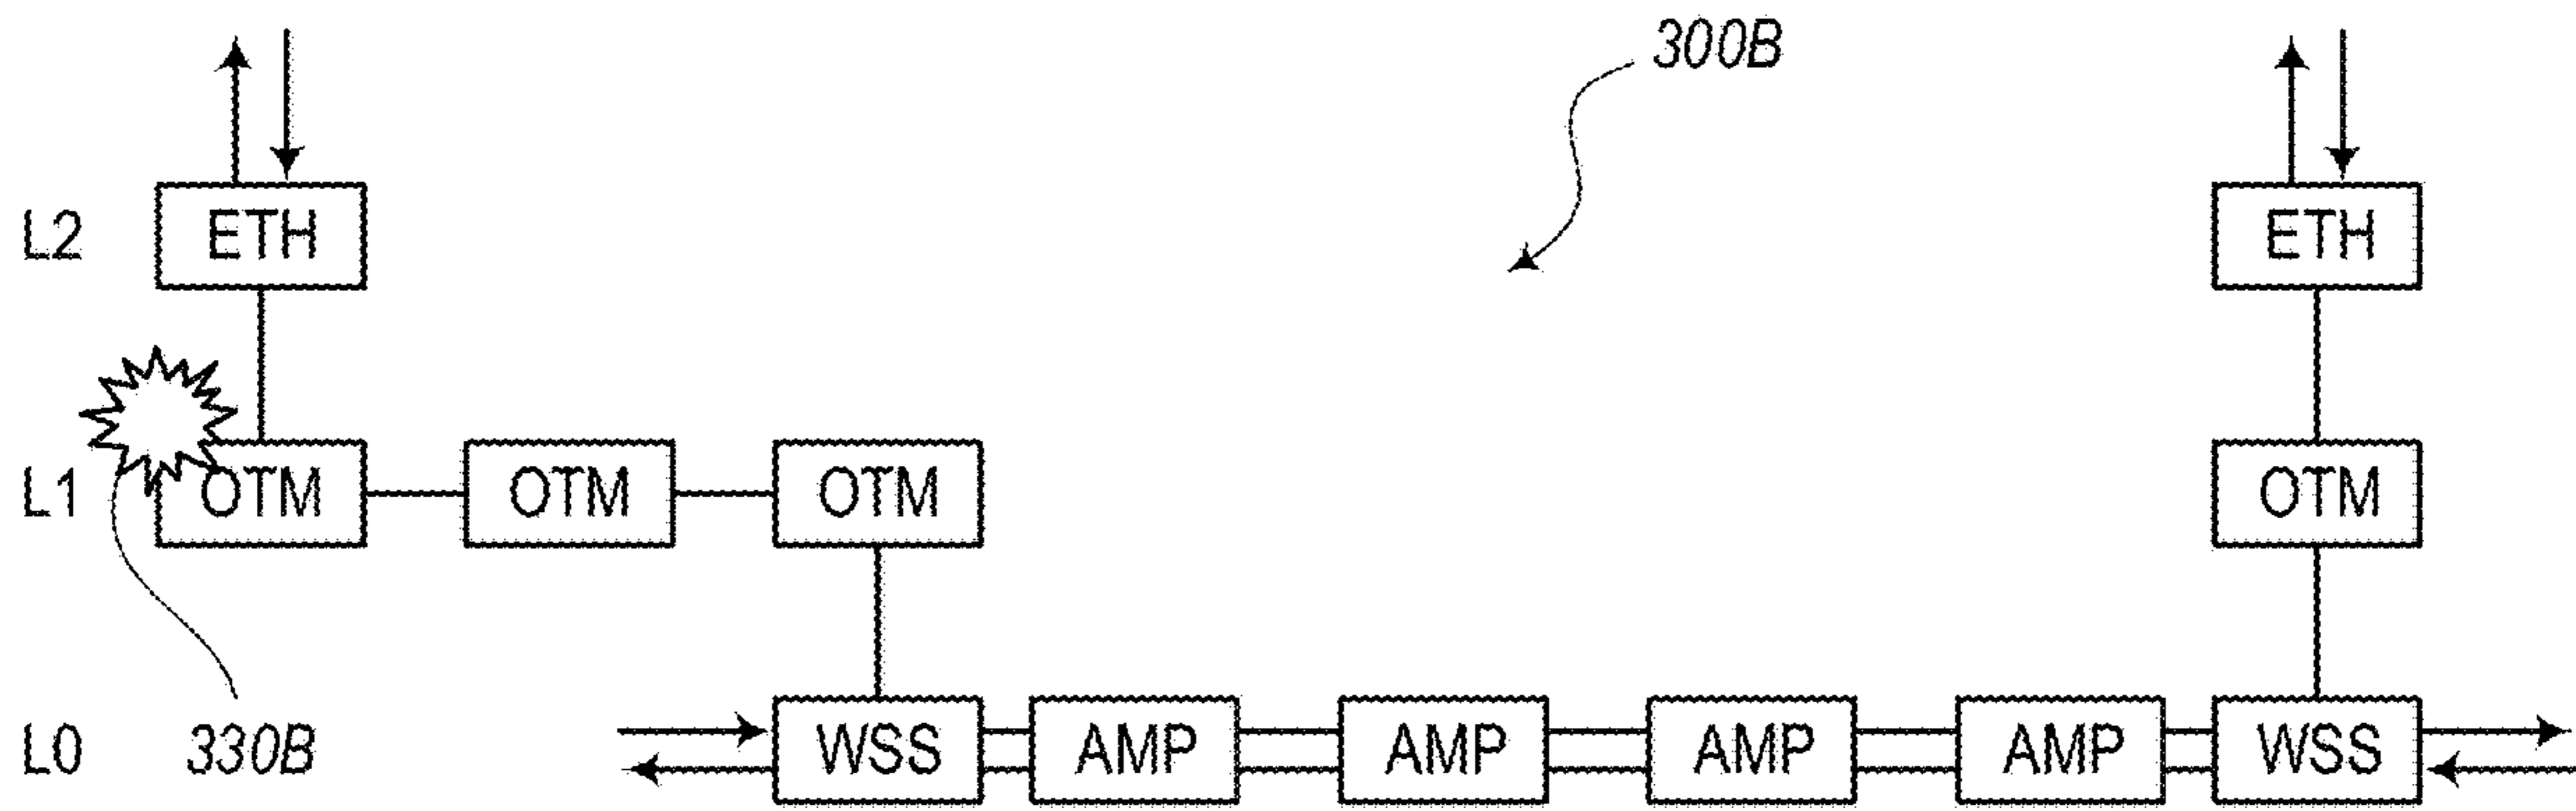 300B
L2 ETH ETH
L1 OTM OTM OTM OTM
L0 330B WSS AMP AMP AMP AMP WSS